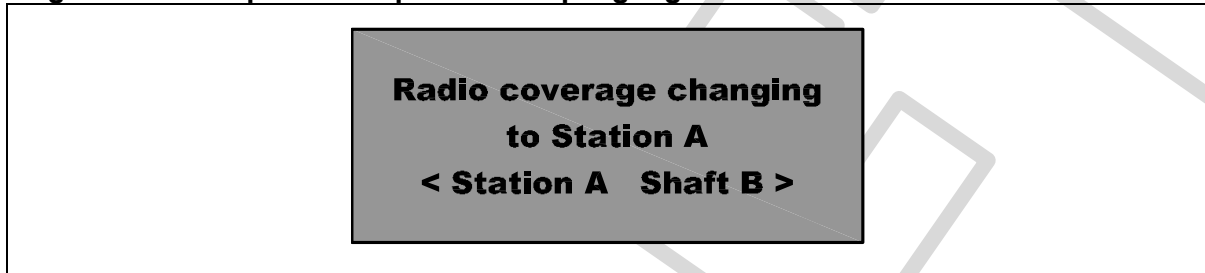 Radio coverage changing
to Station A
< Station A   Shaft B >